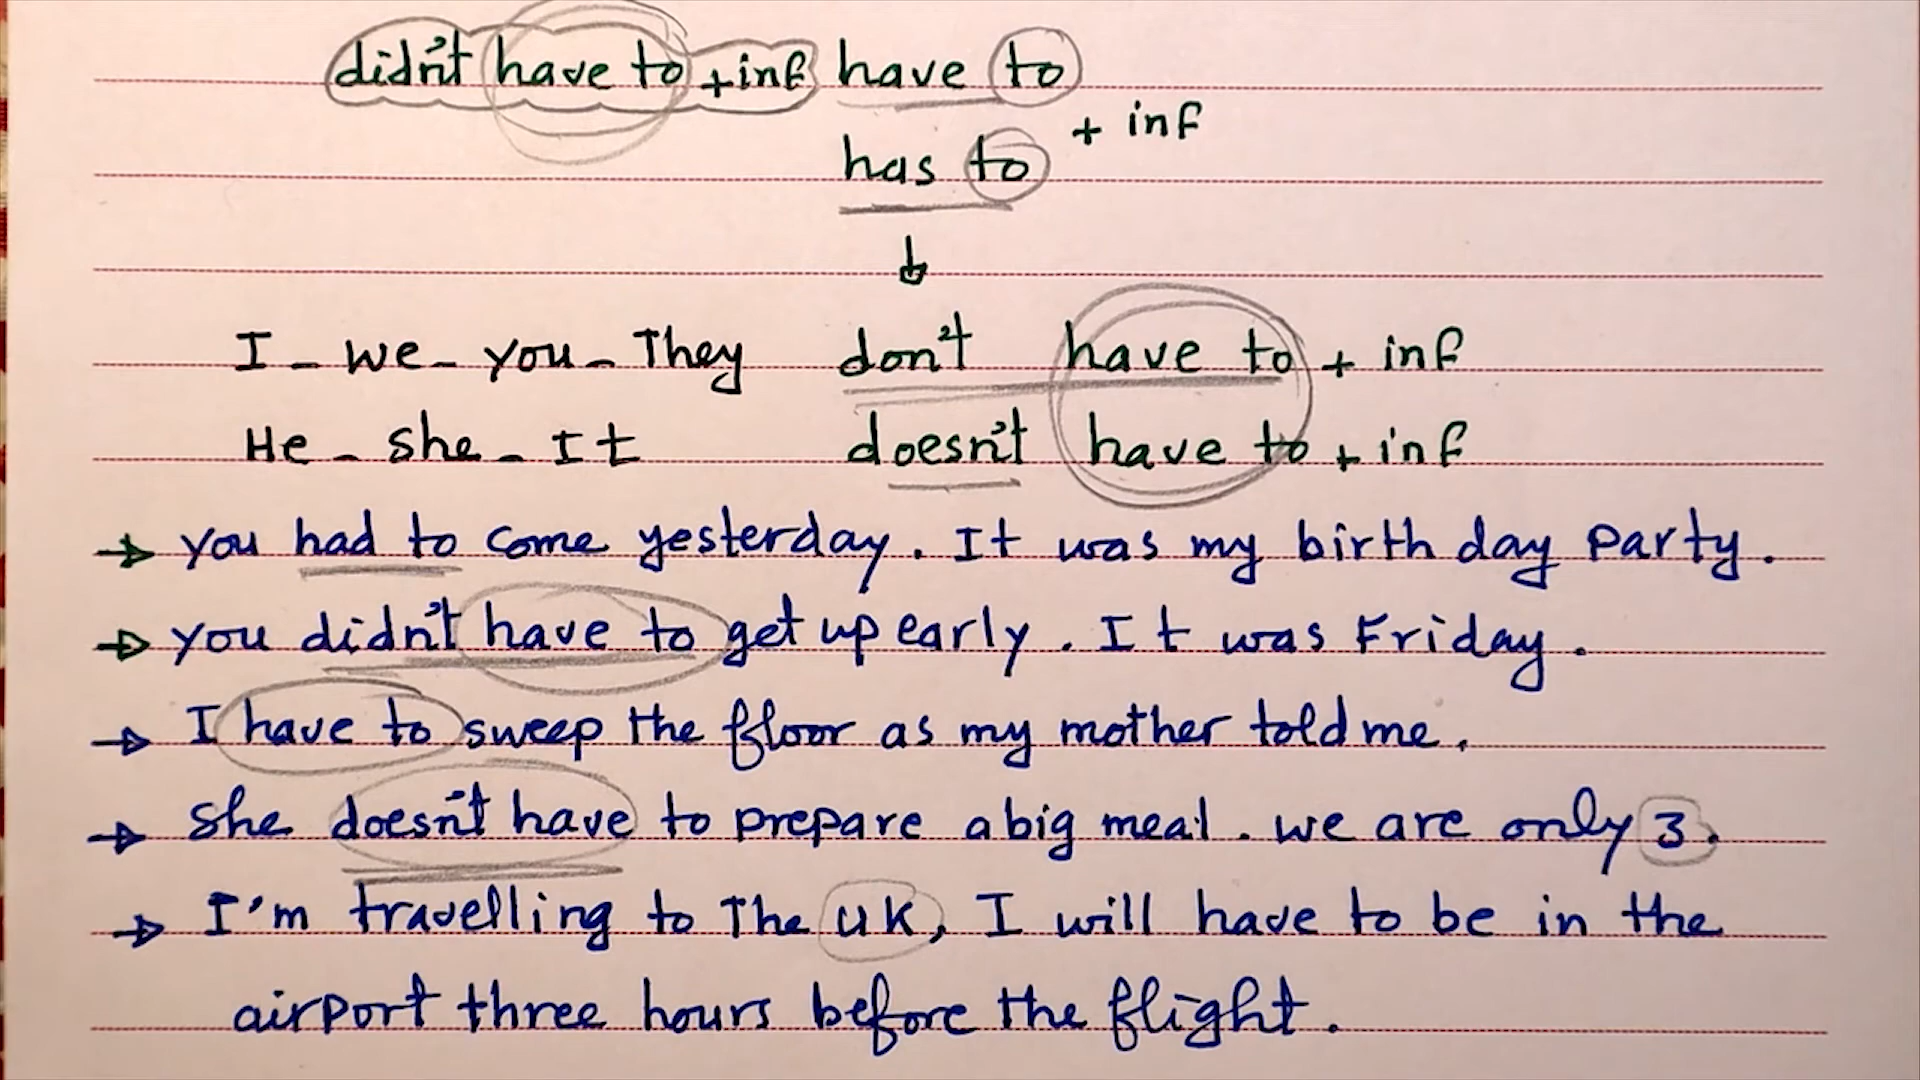 didn't have to +inf have to
+ inf
has to
I - we - you - They don't have to + inf
He - she - It doesn't have to + inf
you had to come yesterday. It was my birth day party.
you didn't have to get up early. It was Friday.
I have to sweep the floor as my mother told me.
she doesn't have to prepare a big meal. we are only 3.
I'm travelling to The UK, I will have to be in the
airport three hours before the flight.